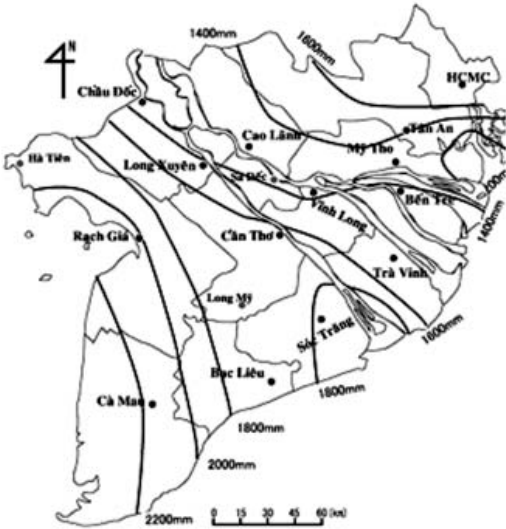 1400mm
1600mm
N
HCMC
Châu Đốc
Tân An
Cao Lãnh
Mỹ Tho
Hà Tiên
Long Xuyên
Sa Đéc
Bến Tre
Vĩnh Long
1400mm
Rạch Giá
Cần Thơ
Trà Vinh
Long Mỹ
Sóc Trăng
1600mm
Bạc Liêu
1800mm
Cà Mau
1800mm
2000mm
2200mm
0 15 30 45 60 (km)